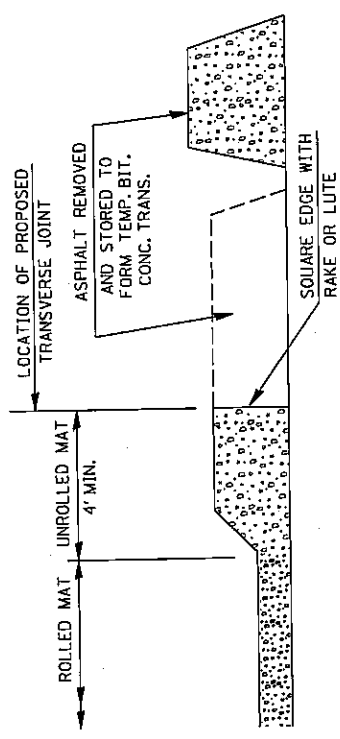 LOCATION OF PROPOSED
TRANSVERSE JOINT
ASPHALT REMOVED
AND STORED TO
FORM TEMP. BIT.
CONC. TRANS.
ROLLED MAT
UNROLLED MAT
4' MIN.
SQUARE EDGE WITH
RAKE OR LUTE